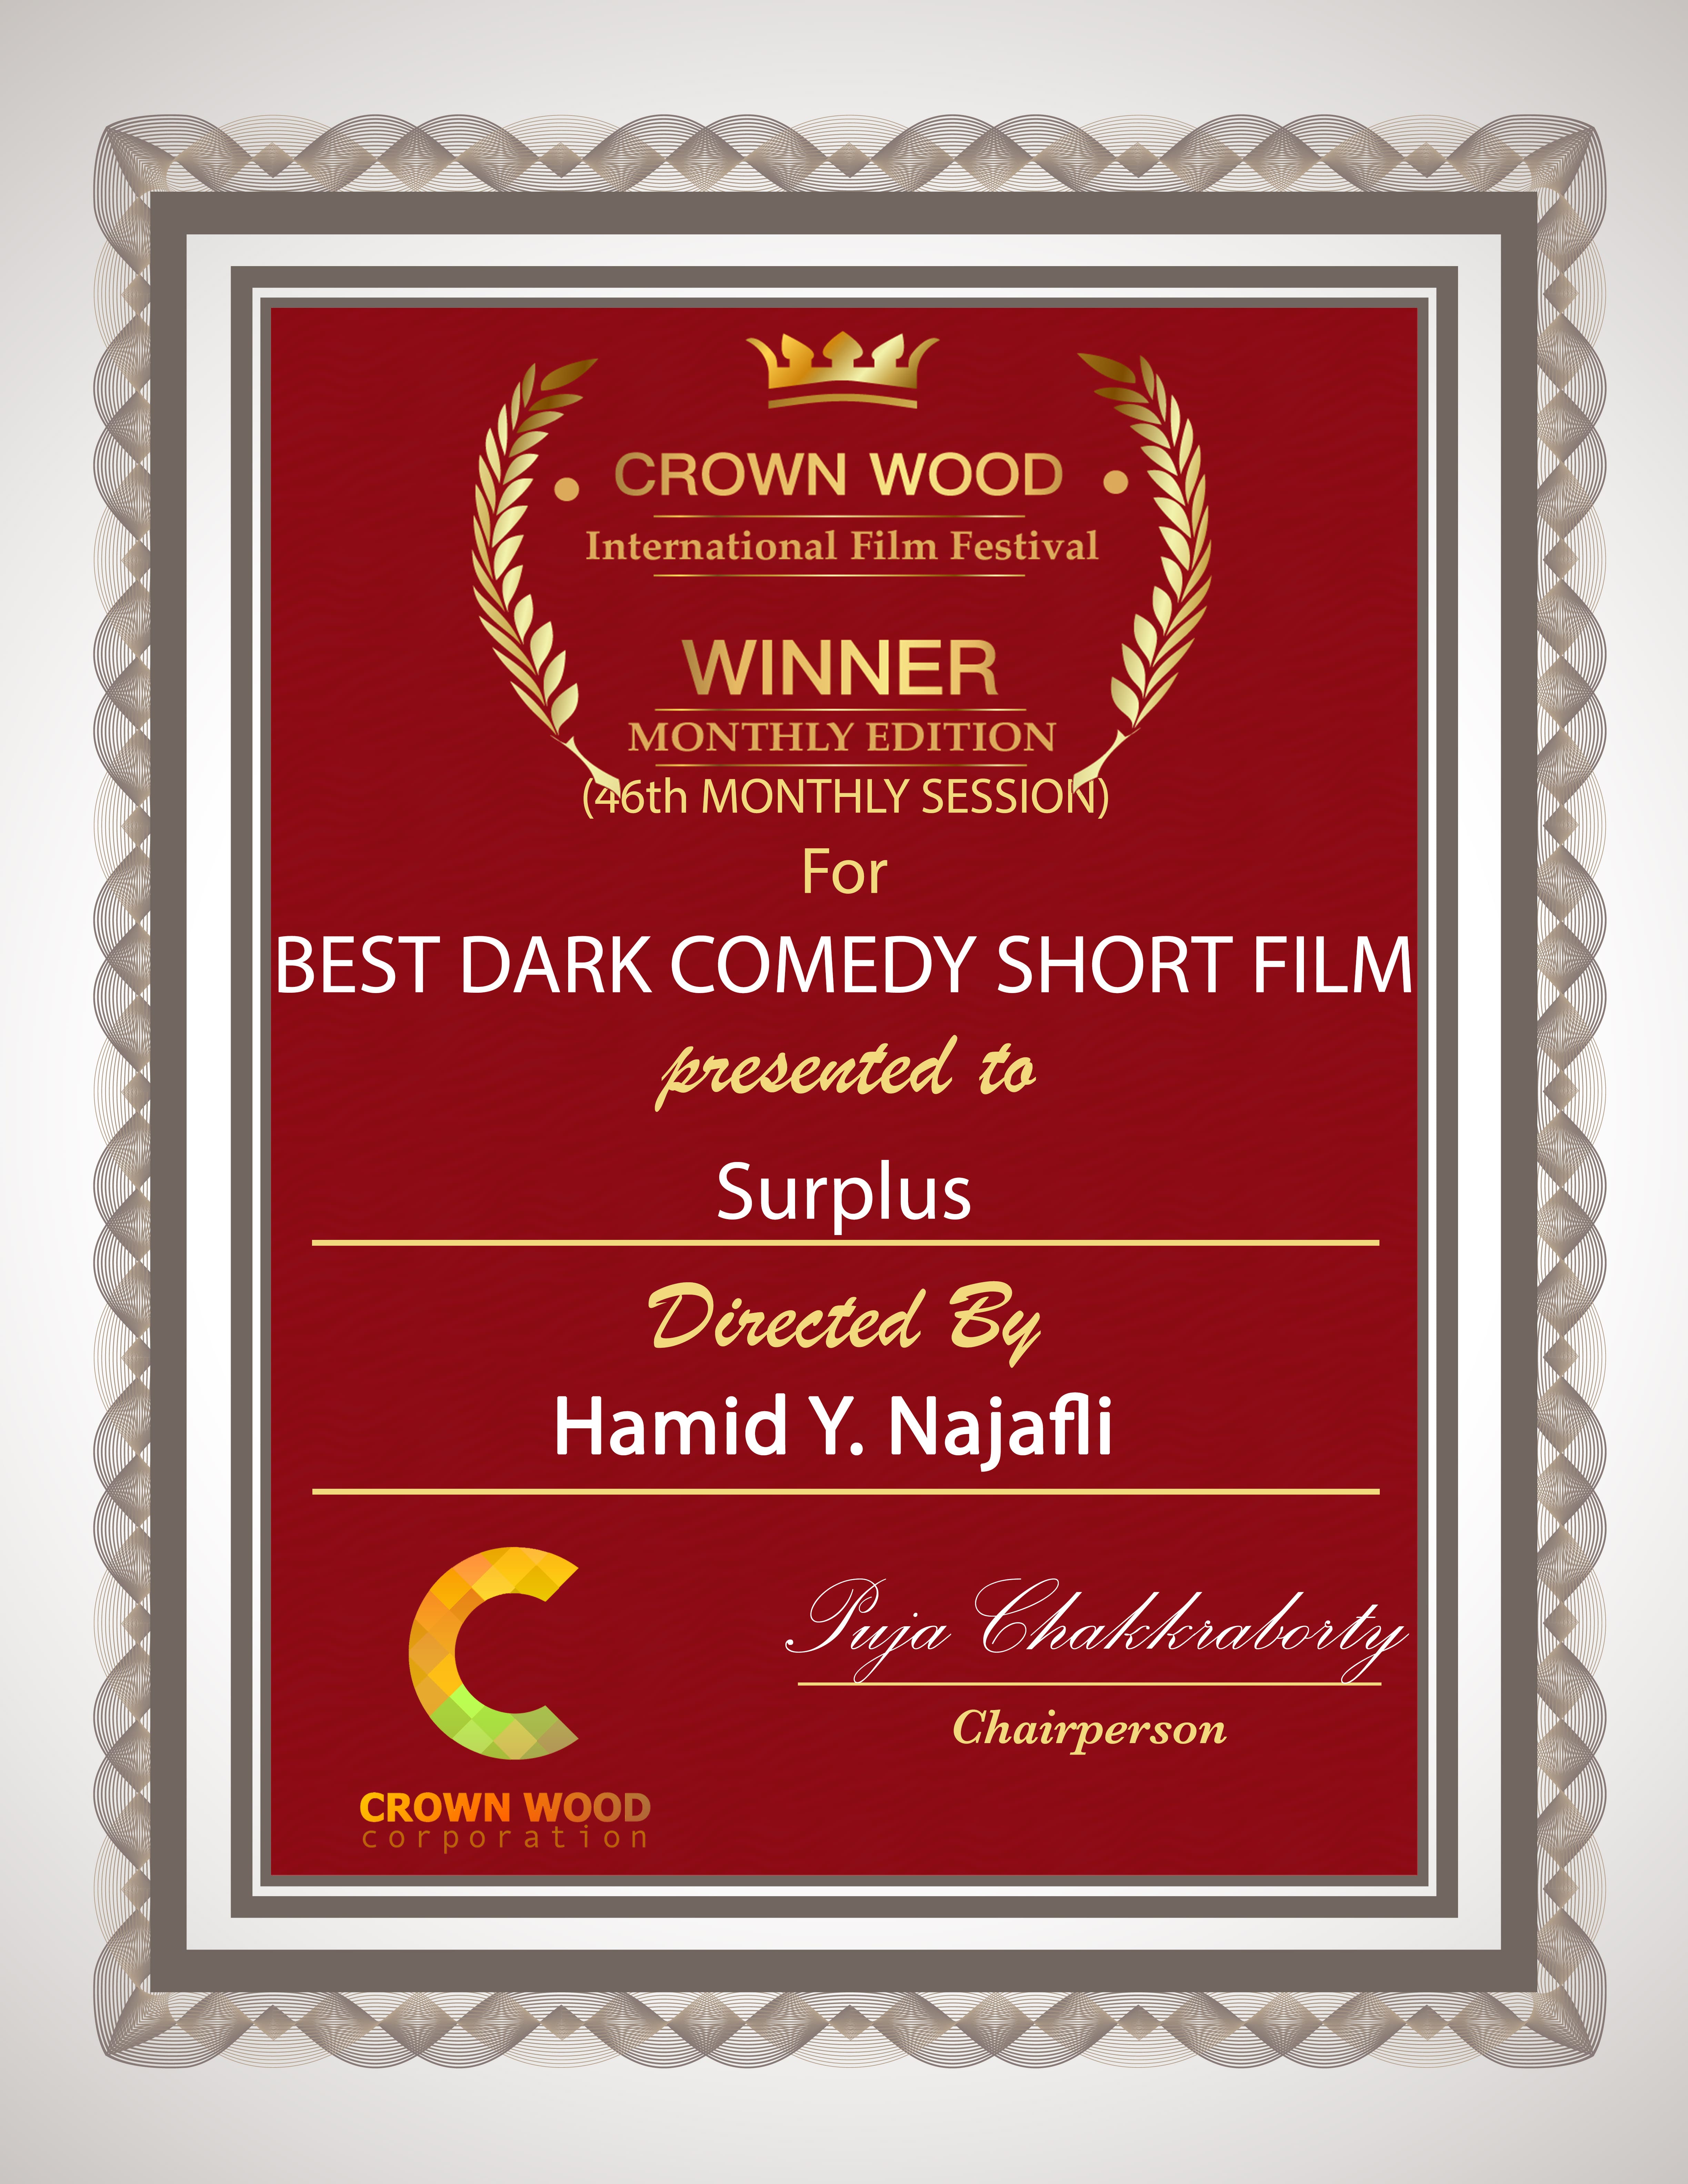 CROWN WOOD
International Film Festival
WINNER
MONTHLY EDITION
(46th MONTHLY SESSION)
For
BEST DARK COMEDY SHORT FILM
presented to
Surplus
Directed By
Hamid Y. Najafli
Puja Chakkraborty
Chairperson
CROWN WOOD
corporation